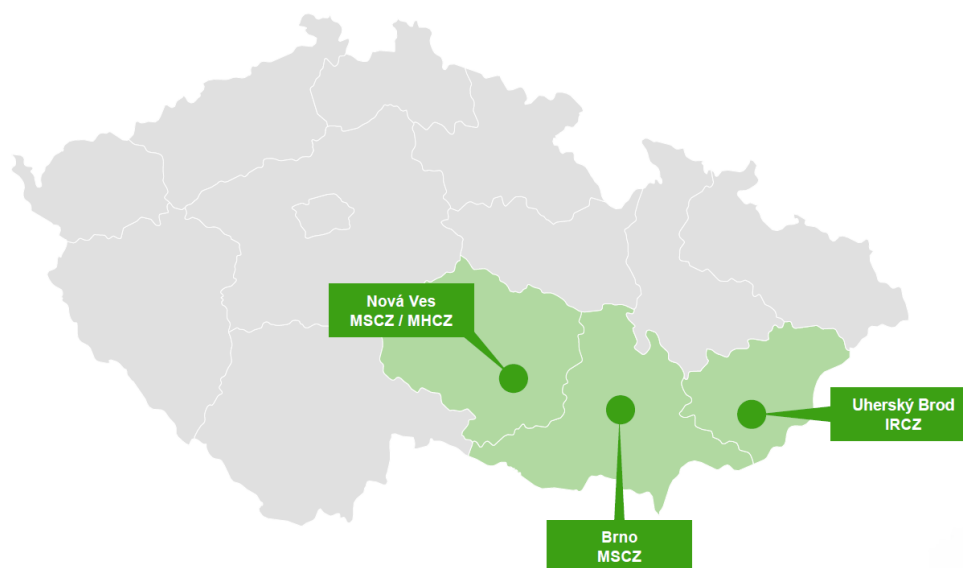 Nová Ves
MSCZ / MHCZ
Uherský Brod
IRCZ
Brno
MSCZ